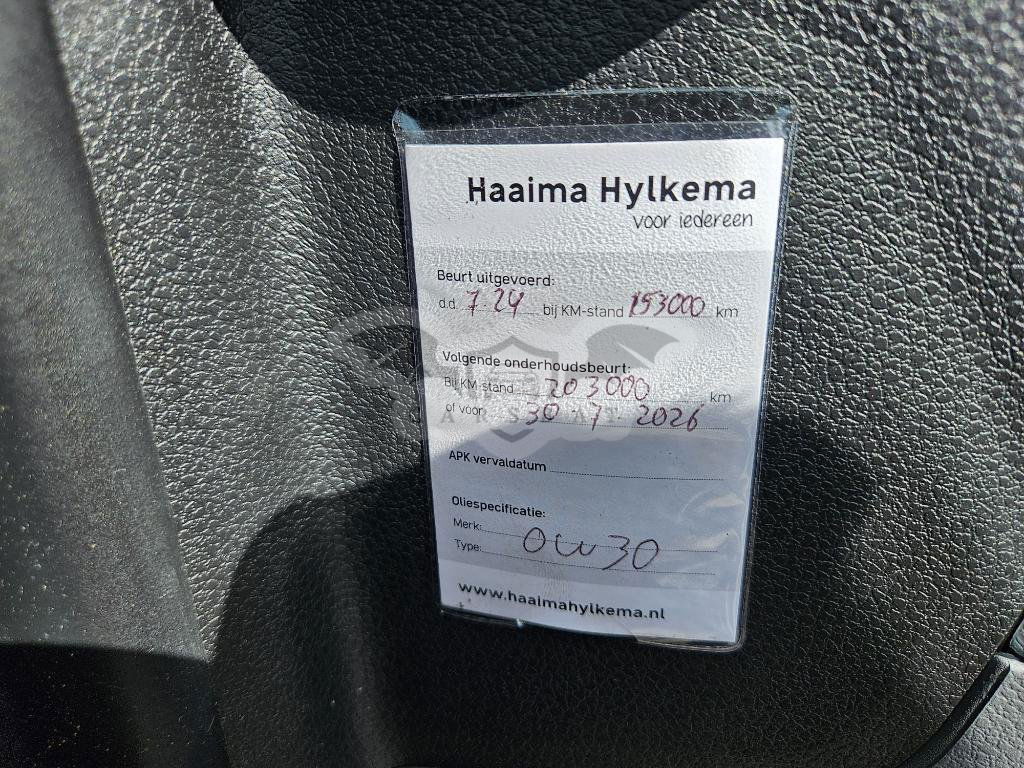 Haaima Hylkema
voor iedereen
Beurt uitgevoerd:
d.d. 7-24 bij KM-stand 153000 km
Volgende onderhoudsbeurt:
Bij KM-stand 203000 km
of voor 30-7 2026
APK vervaldatum
Oliespecificatie:
Merk:
Type: 0W30
www.haaimahylkema.nl